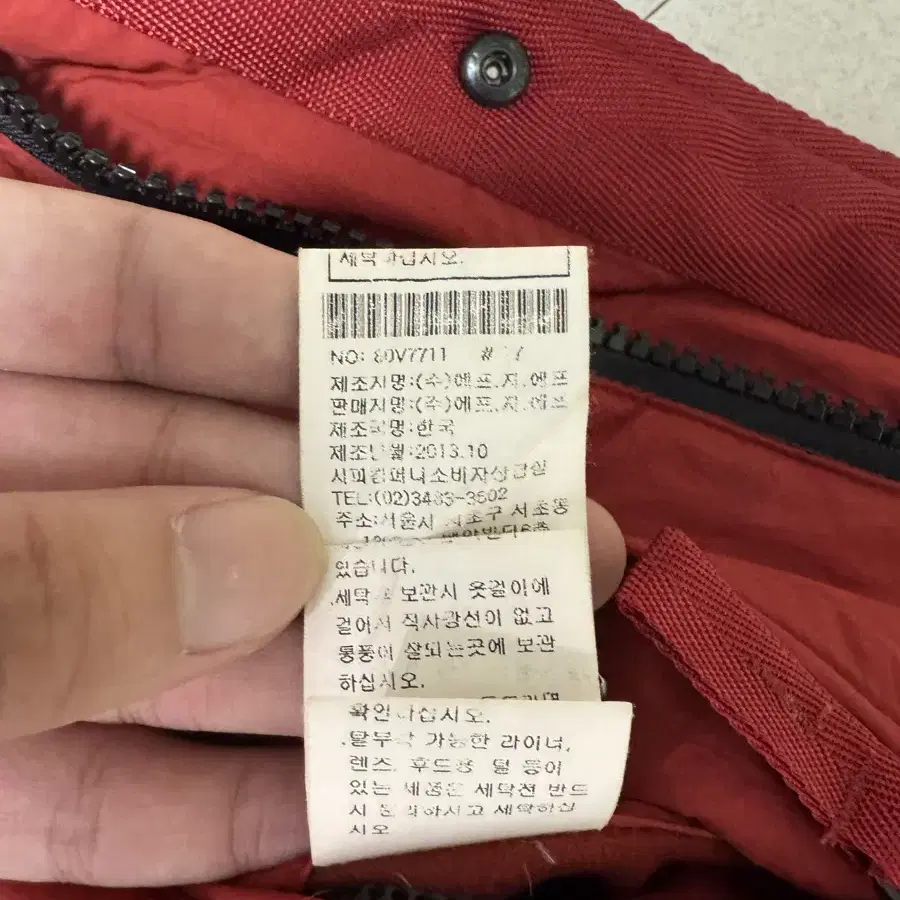 세탁하십시오.
NO: 80V7711 #
제조자명:(주)에프.지.에프
판매자명:(주)에프.지.에프
제조국명:한국
제조년월:2013.10
시피컴퍼니소비자상담실
TEL:(02)3483-3602
주소:서울시 서초구 서초동
있습니다.
.세탁 보관시 옷걸이에
걸어서 직사광선이 없고
통풍이 잘되는곳에 보관
하십시오.
확인하십시오.
.탈부착 가능한 라이너,
렌즈, 후드용 털 등이
있는 제품은 세탁전 반드
시 분리하시고 세탁하십
시오